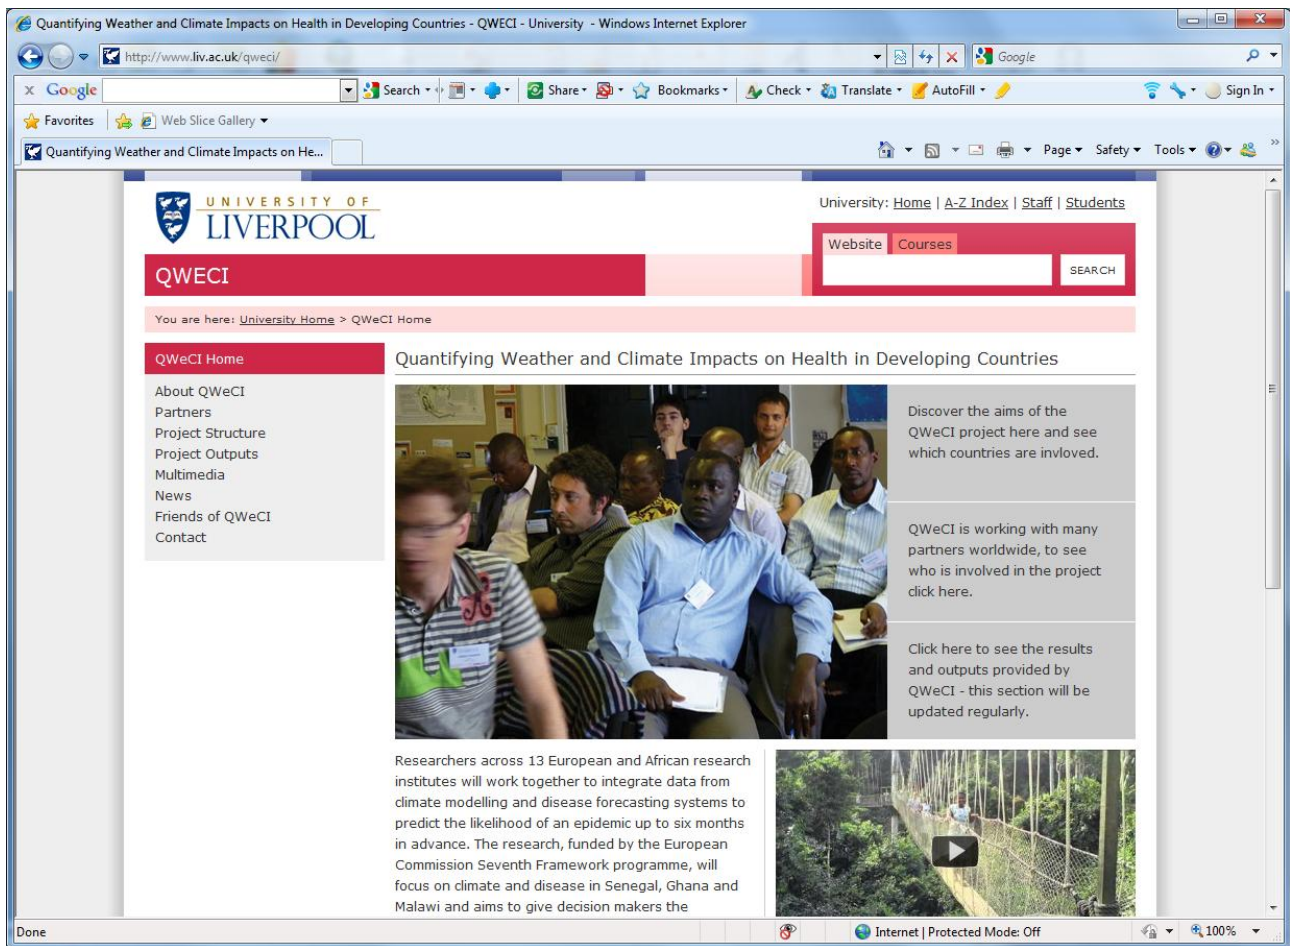 Quantifying Weather and Climate Impacts on Health in Developing Countries - QWECI - University - Windows Internet Explorer
http://www.liv.ac.uk/qweci/
Google
x Google Search Share Bookmarks Check Translate AutoFill Sign In
Favorites Web Slice Gallery
Quantifying Weather and Climate Impacts on He...
Page Safety Tools
UNIVERSITY OF
LIVERPOOL
University: Home | A-Z Index | Staff | Students
Website Courses
SEARCH
QWECI
You are here: University Home > QWeCI Home
QWeCI Home
About QWeCI
Partners
Project Structure
Project Outputs
Multimedia
News
Friends of QWeCI
Contact
Quantifying Weather and Climate Impacts on Health in Developing Countries
Discover the aims of the
QWeCI project here and see
which countries are invloved.
QWeCI is working with many
partners worldwide, to see
who is involved in the project
click here.
Click here to see the results
and outputs provided by
QWeCI - this section will be
updated regularly.
Researchers across 13 European and African research
institutes will work together to integrate data from
climate modelling and disease forecasting systems to
predict the likelihood of an epidemic up to six months
in advance. The research, funded by the European
Commission Seventh Framework programme, will
focus on climate and disease in Senegal, Ghana and
Malawi and aims to give decision makers the
Done
Internet | Protected Mode: Off
100%